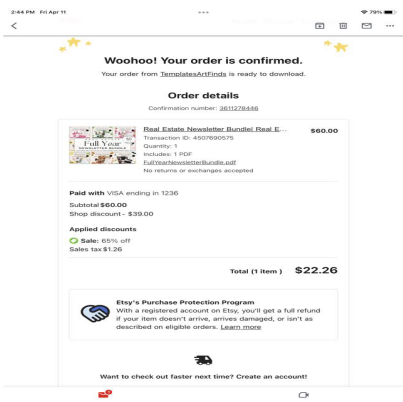 2:44 PM Fri Apr 11
79%
Woohoo! Your order is confirmed.
Your order from TemplatesArtFinds is ready to download.
Order details
Confirmation number: 3611278446
Real Estate Newsletter Bundle| Real E... $60.00
Transaction ID: 4507690575
Quantity: 1
Includes: 1 PDF
FullYearNewsletterBundle.pdf
No returns or exchanges accepted
Full Year
NEWSLETTER BUNDLE
Paid with VISA ending in 1236
Subtotal $60.00
Shop discount - $39.00
Applied discounts
Sale: 65% off
Sales tax $1.26
Total (1 item ) $22.26
Etsy's Purchase Protection Program
With a registered account on Etsy, you'll get a full refund
if your item doesn't arrive, arrives damaged, or isn't as
described on eligible orders. Learn more
Want to check out faster next time? Create an account!